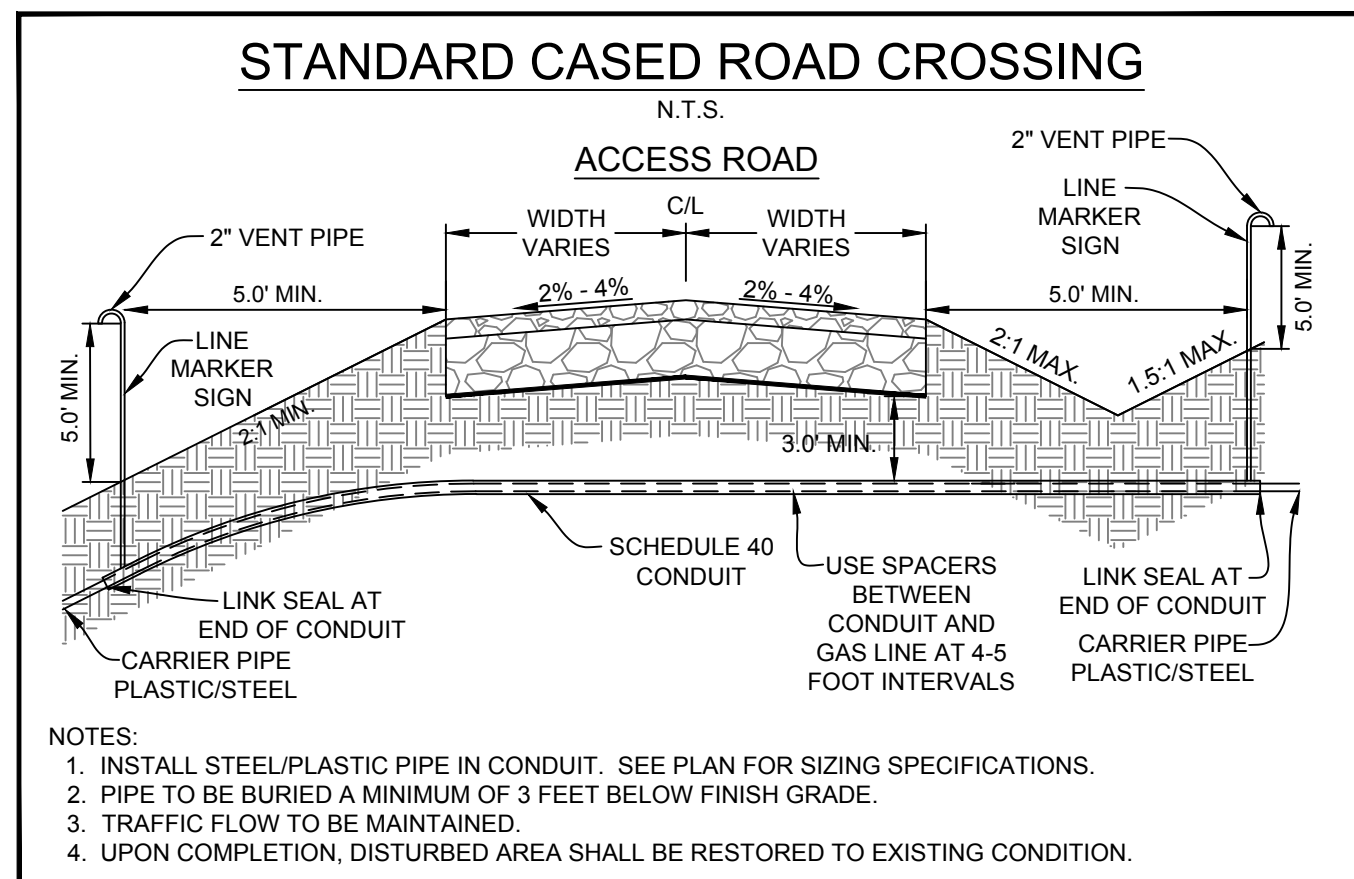 STANDARD CASED ROAD CROSSING
N.T.S.
ACCESS ROAD
2" VENT PIPE
LINE
MARKER
SIGN
C/L
WIDTH
VARIES
WIDTH
VARIES
2" VENT PIPE
5.0' MIN.
2% - 4%
2% - 4%
5.0' MIN.
5.0' MIN.
LINE
MARKER
SIGN
5.0' MIN.
2:1 MIN.
2:1 MAX.
1.5:1 MAX.
3.0' MIN.
SCHEDULE 40
CONDUIT
USE SPACERS
BETWEEN
CONDUIT AND
GAS LINE AT 4-5
FOOT INTERVALS
LINK SEAL AT
END OF CONDUIT
CARRIER PIPE
PLASTIC/STEEL
LINK SEAL AT
END OF CONDUIT
CARRIER PIPE
PLASTIC/STEEL
NOTES:
1. INSTALL STEEL/PLASTIC PIPE IN CONDUIT. SEE PLAN FOR SIZING SPECIFICATIONS.
2. PIPE TO BE BURIED A MINIMUM OF 3 FEET BELOW FINISH GRADE.
3. TRAFFIC FLOW TO BE MAINTAINED.
4. UPON COMPLETION, DISTURBED AREA SHALL BE RESTORED TO EXISTING CONDITION.